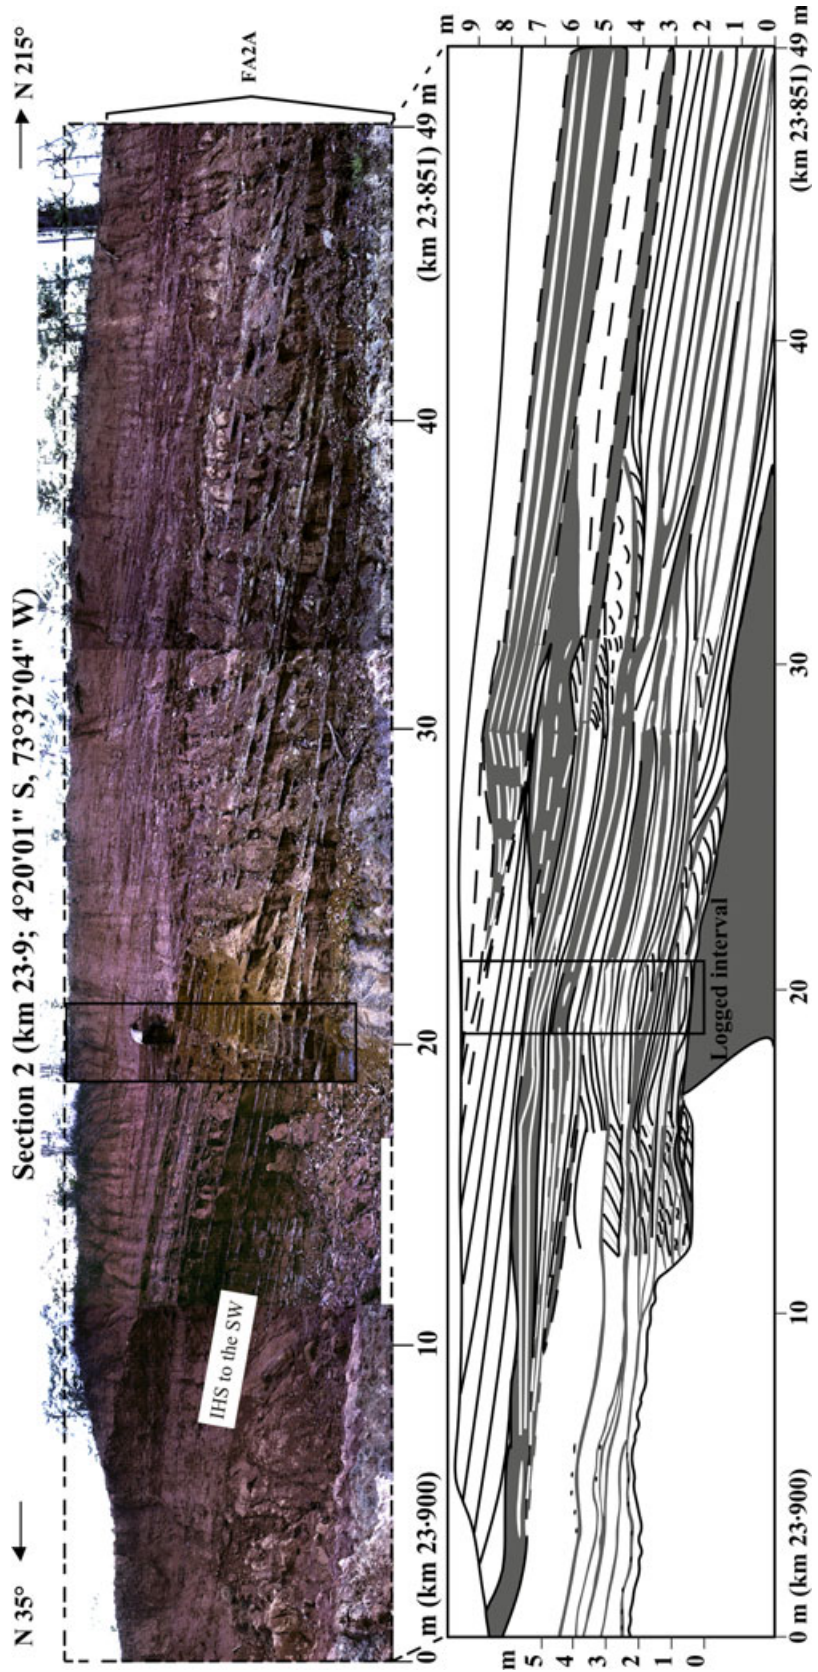 Section 2 (km 23·9; 4°20'01" S, 73°32'04" W)
N 35°
N 215°
FA2A
IHS to the SW
0 m (km 23·900)
10
20
30
40
49 m
(km 23·851)
m
5
4
3
2
1
0
m
9
8
7
6
5
4
3
2
1
0
Logged interval
0 m (km 23·900)
10
20
30
40
49 m
(km 23·851)